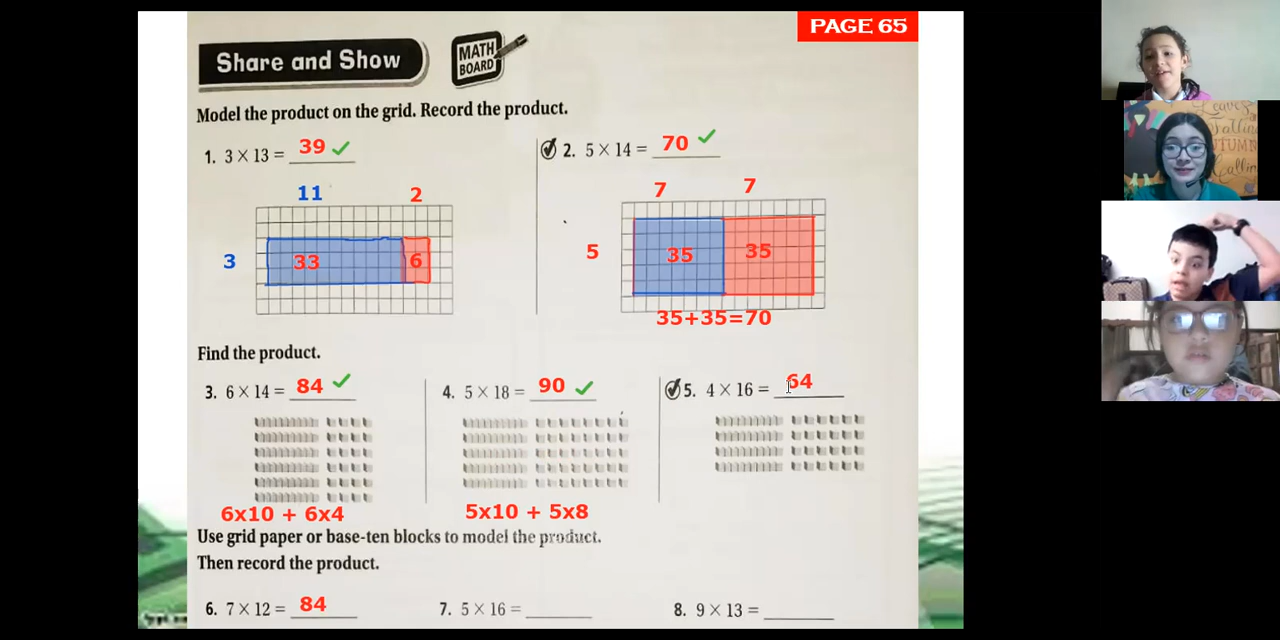 PAGE 65
Share and Show
MATH
BOARD
Model the product on the grid. Record the product.
1. 3 × 13 = 39
2. 5 × 14 = 70
11 2
7 7
3 33 6
5 35 35
35+35=70
Find the product.
3. 6 × 14 = 84
4. 5 × 18 = 90
5. 4 × 16 = 64
6x10 + 6x4
5x10 + 5x8
Use grid paper or base-ten blocks to model the product.
Then record the product.
6. 7 × 12 = 84
7. 5 × 16 =
8. 9 × 13 =